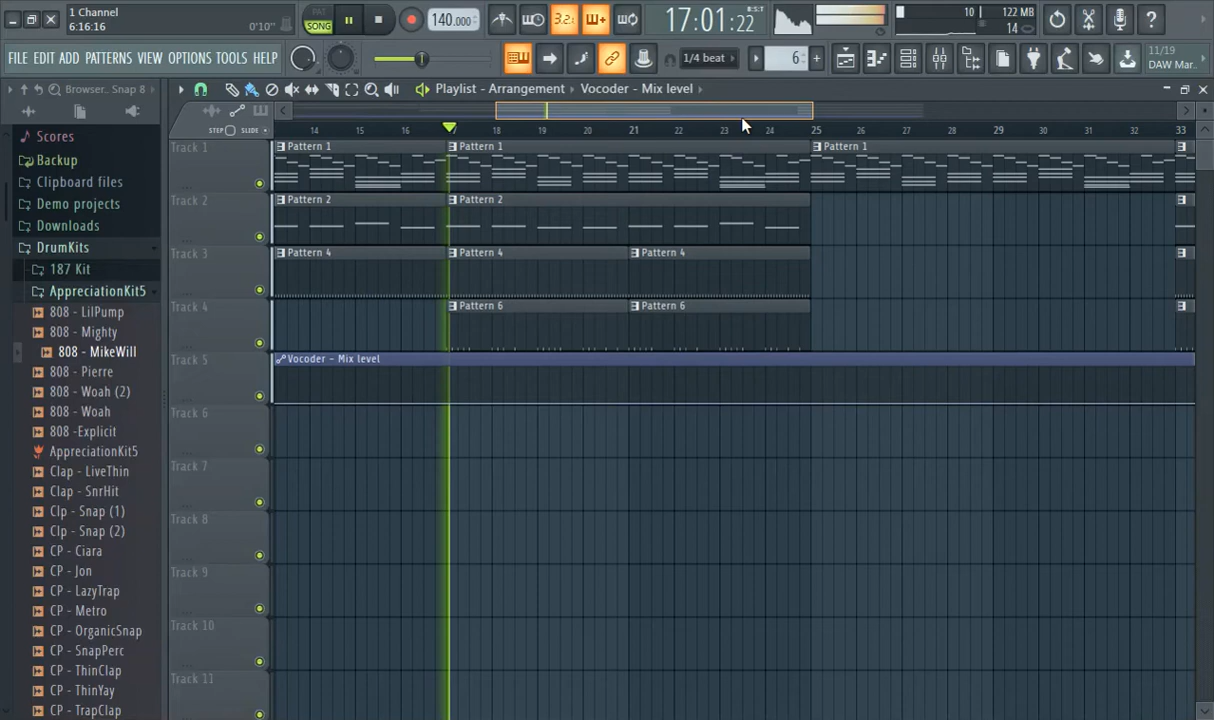 1 Channel
6:16:16
0'10"
PAT
SONG
140.000
3.2.
17:01:22
B:S:T
10
122 MB
14
FILE EDIT ADD PATTERNS VIEW OPTIONS TOOLS HELP
1/4 beat
6
11/19
DAW Mar..
Browser.. Snap 8
Playlist - Arrangement
Vocoder - Mix level
STEP
SLIDE
14 15 16 17 18 19 20 21 22 23 24 25 26 27 28 29 30 31 32 33
Scores
Backup
Clipboard files
Demo projects
Downloads
DrumKits
187 Kit
AppreciationKit5
808 - LilPump
808 - Mighty
808 - MikeWill
808 - Pierre
808 - Woah (2)
808 - Woah
808 -Explicit
AppreciationKit5
Clap - LiveThin
Clap - SnrHit
Clp - Snap (1)
Clp - Snap (2)
CP - Ciara
CP - Jon
CP - LazyTrap
CP - Metro
CP - OrganicSnap
CP - SnapPerc
CP - ThinClap
CP - ThinYay
CP - TrapClap
Track 1
Pattern 1
Pattern 1
Pattern 1
Track 2
Pattern 2
Pattern 2
Track 3
Pattern 4
Pattern 4
Pattern 4
Track 4
Pattern 6
Pattern 6
Track 5
Vocoder - Mix level
Track 6
Track 7
Track 8
Track 9
Track 10
Track 11